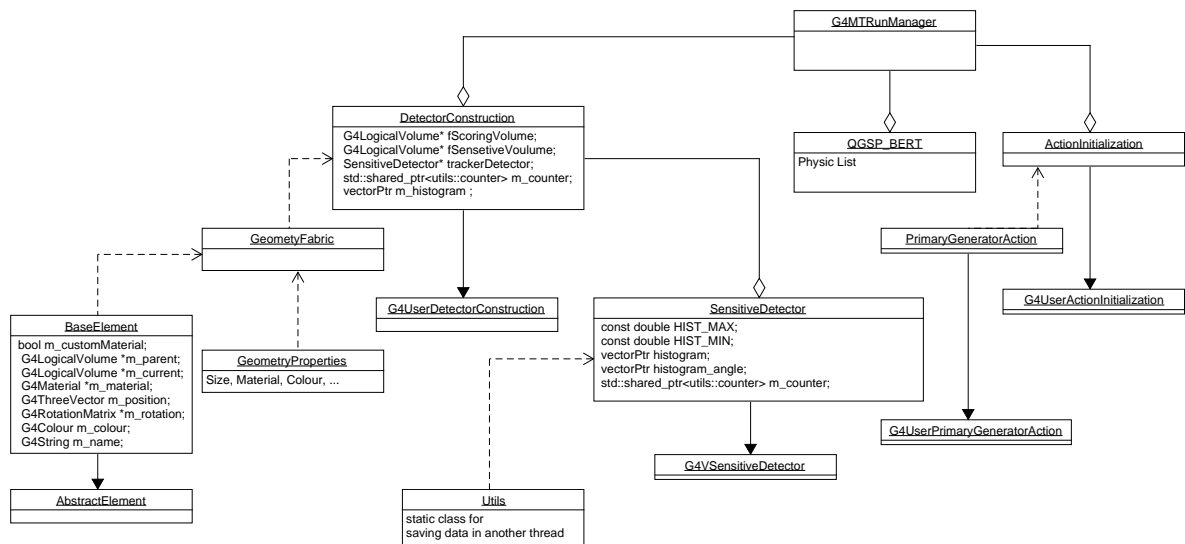 G4MTRunManager
DetectorConstruction
G4LogicalVolume* fScoringVolume;
G4LogicalVolume* fSensetiveVoulume;
SensitiveDetector* trackerDetector;
std::shared_ptr<utils::counter> m_counter;
vectorPtr m_histogram ;
QGSP_BERT
Physic List
ActionInitialization
GeometyFabric
PrimaryGeneratorAction
G4UserDetectorConstruction
SensitiveDetector
const double HIST_MAX;
const double HIST_MIN;
vectorPtr histogram;
vectorPtr histogram_angle;
std::shared_ptr<utils::counter> m_counter;
G4UserActionInitialization
BaseElement
bool m_customMaterial;
G4LogicalVolume *m_parent;
G4LogicalVolume *m_current;
G4Material *m_material;
G4ThreeVector m_position;
G4RotationMatrix *m_rotation;
G4Colour m_colour;
G4String m_name;
GeometryProperties
Size, Material, Colour, ...
G4UserPrimaryGeneratorAction
G4VSensitiveDetector
AbstractElement
Utils
static class for
saving data in another thread